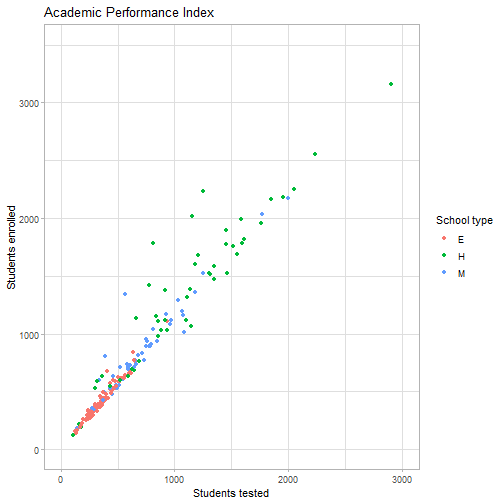 Academic Performance Index
Students enrolled
3000
2000
1000
0
0 1000 2000 3000
Students tested
School type
E
H
M